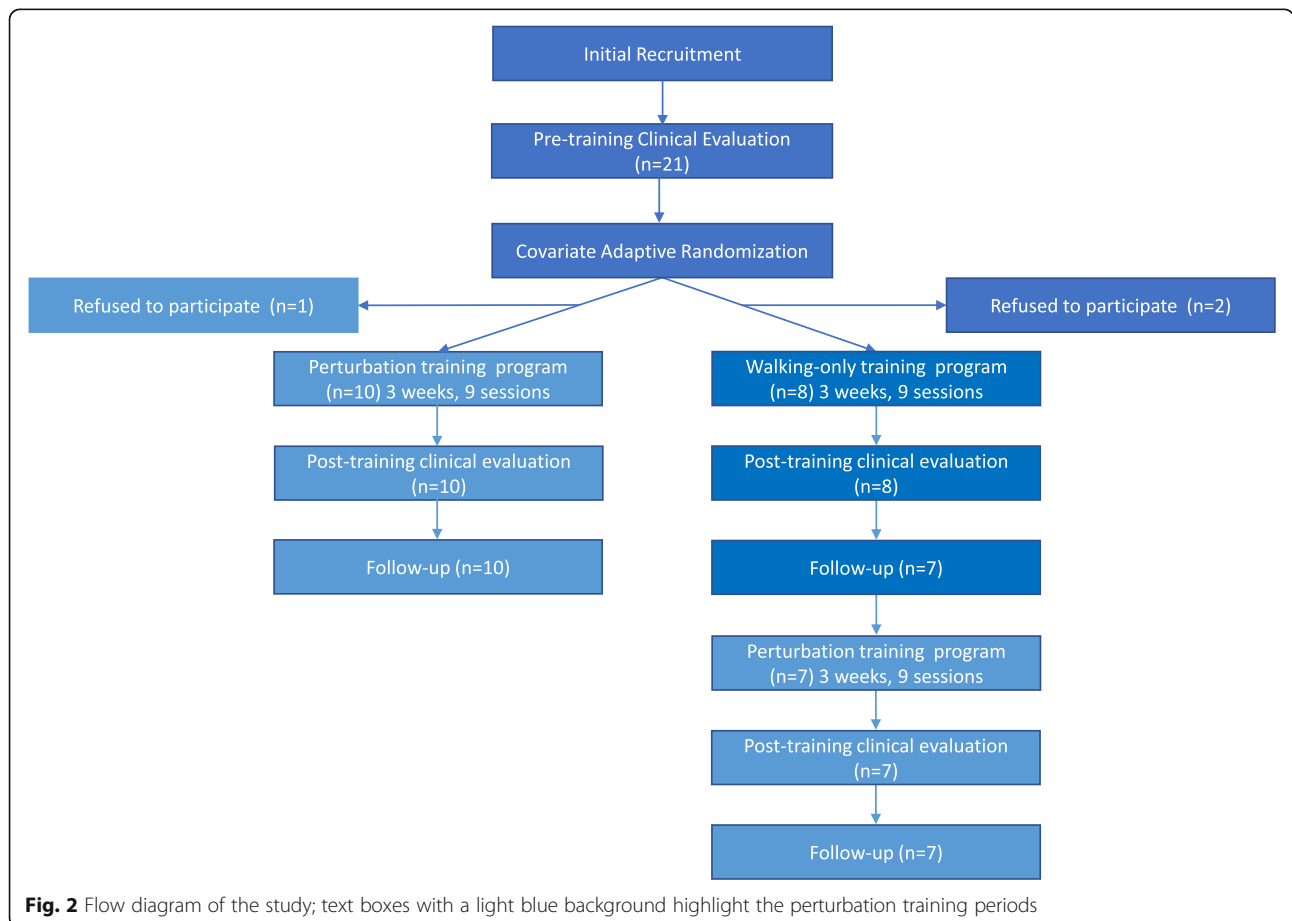 Initial Recruitment
Pre-training Clinical Evaluation
(n=21)
Covariate Adaptive Randomization
Refused to participate (n=1)
Refused to participate (n=2)
Perturbation training program
(n=10) 3 weeks, 9 sessions
Walking-only training program
(n=8) 3 weeks, 9 sessions
Post-training clinical evaluation
(n=10)
Post-training clinical evaluation
(n=8)
Follow-up (n=10)
Follow-up (n=7)
Perturbation training program
(n=7) 3 weeks, 9 sessions
Post-training clinical evaluation
(n=7)
Follow-up (n=7)
Fig. 2 Flow diagram of the study; text boxes with a light blue background highlight the perturbation training periods